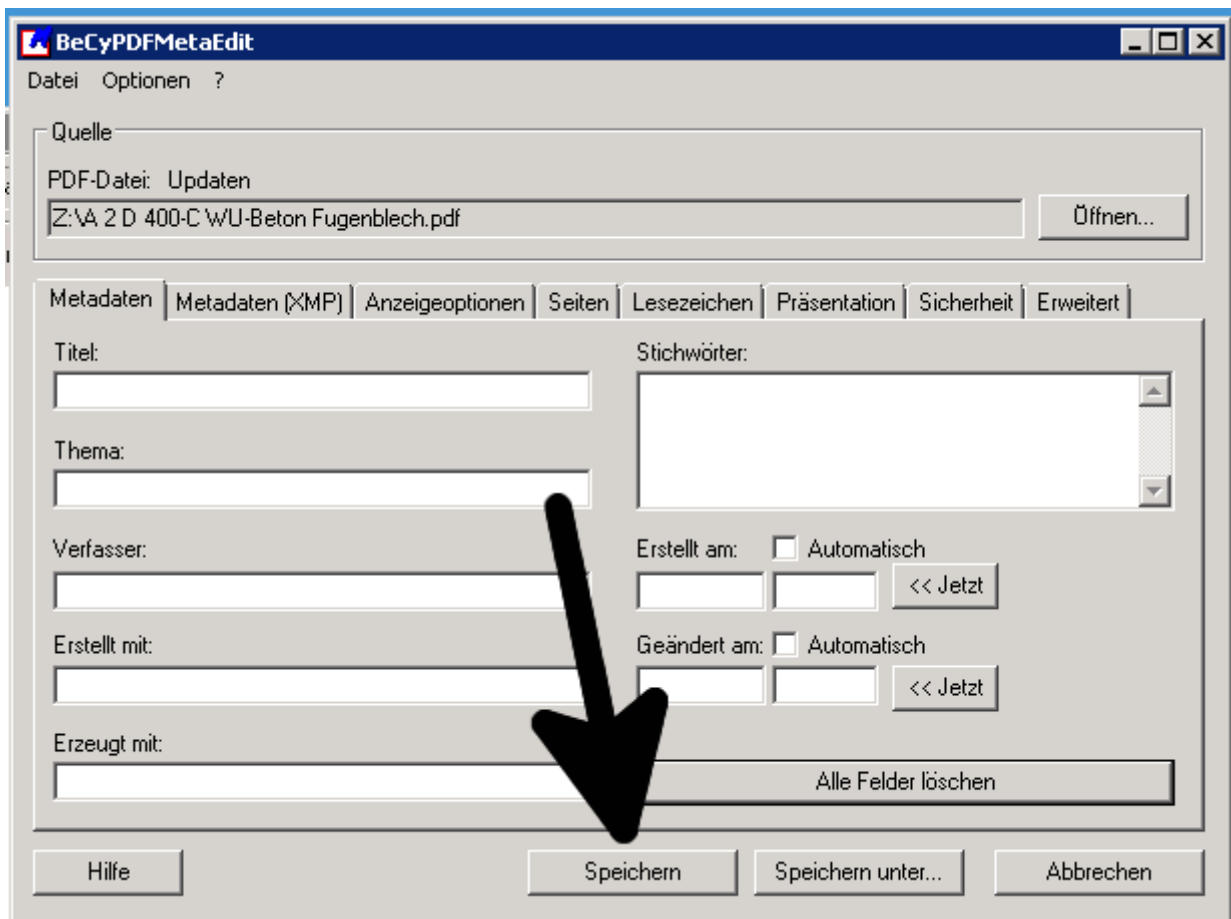 BeCyPDFMetaEdit
Datei Optionen ?
Quelle
PDF-Datei: Updaten
Z:\A 2 D 400-C WU-Beton Fugenblech.pdf
Öffnen...
Metadaten Metadaten (XMP) Anzeigeoptionen Seiten Lesezeichen Präsentation Sicherheit Erweitert
Titel:
Stichwörter:
Thema:
Verfasser:
Erstellt am: Automatisch
<< Jetzt
Erstellt mit:
Geändert am: Automatisch
<< Jetzt
Erzeugt mit:
Alle Felder löschen
Hilfe Speichern Speichern unter... Abbrechen